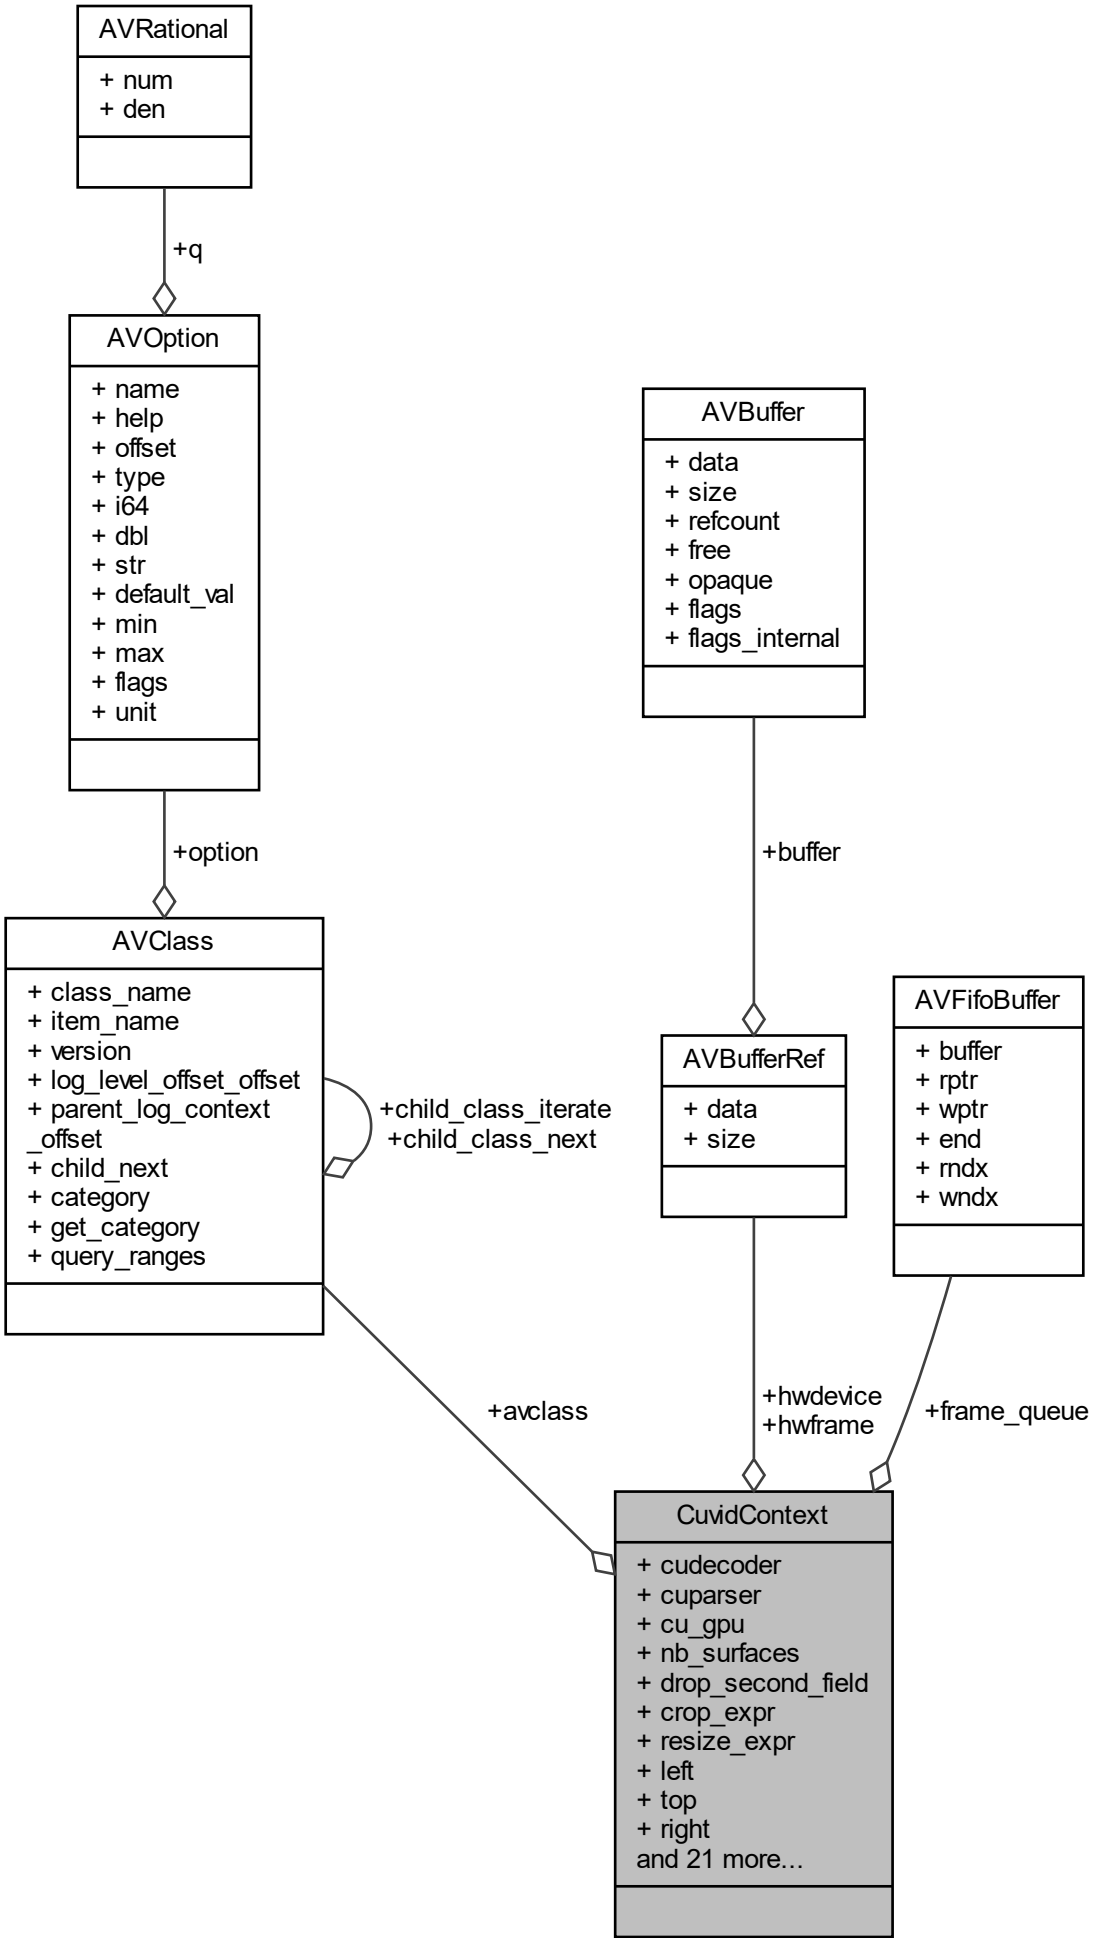 AVRational
+ num
+ den
+q
AVOption
+ name
+ help
+ offset
+ type
+ i64
+ dbl
+ str
+ default_val
+ min
+ max
+ flags
+ unit
+option
AVClass
+ class_name
+ item_name
+ version
+ log_level_offset_offset
+ parent_log_context
_offset
+ child_next
+ category
+ get_category
+ query_ranges
+child_class_iterate
+child_class_next
+avclass
AVBuffer
+ data
+ size
+ refcount
+ free
+ opaque
+ flags
+ flags_internal
+buffer
AVBufferRef
+ data
+ size
+hwdevice
+hwframe
AVFifoBuffer
+ buffer
+ rptr
+ wptr
+ end
+ rndx
+ wndx
+frame_queue
CuvidContext
+ cudecoder
+ cuparser
+ cu_gpu
+ nb_surfaces
+ drop_second_field
+ crop_expr
+ resize_expr
+ left
+ top
+ right
and 21 more...